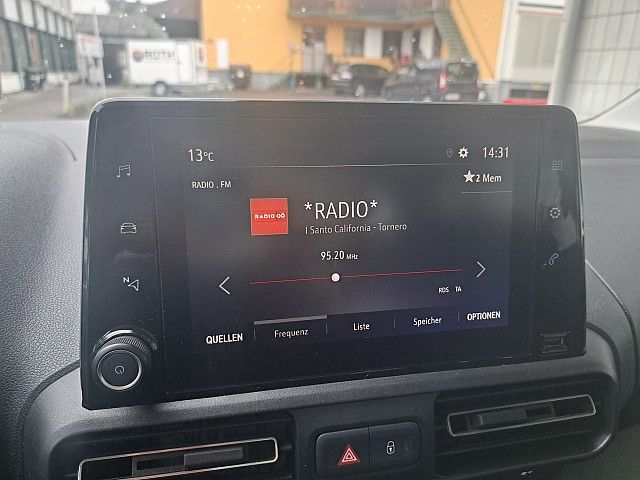 ROTH
13°C
14:31
RADIO . FM
2 Mem
RADIO OÖ
*RADIO*
I Santo California - Tornero
95.20 MHz
N
RDS TA
QUELLEN
Frequenz
Liste
Speicher
OPTIONEN